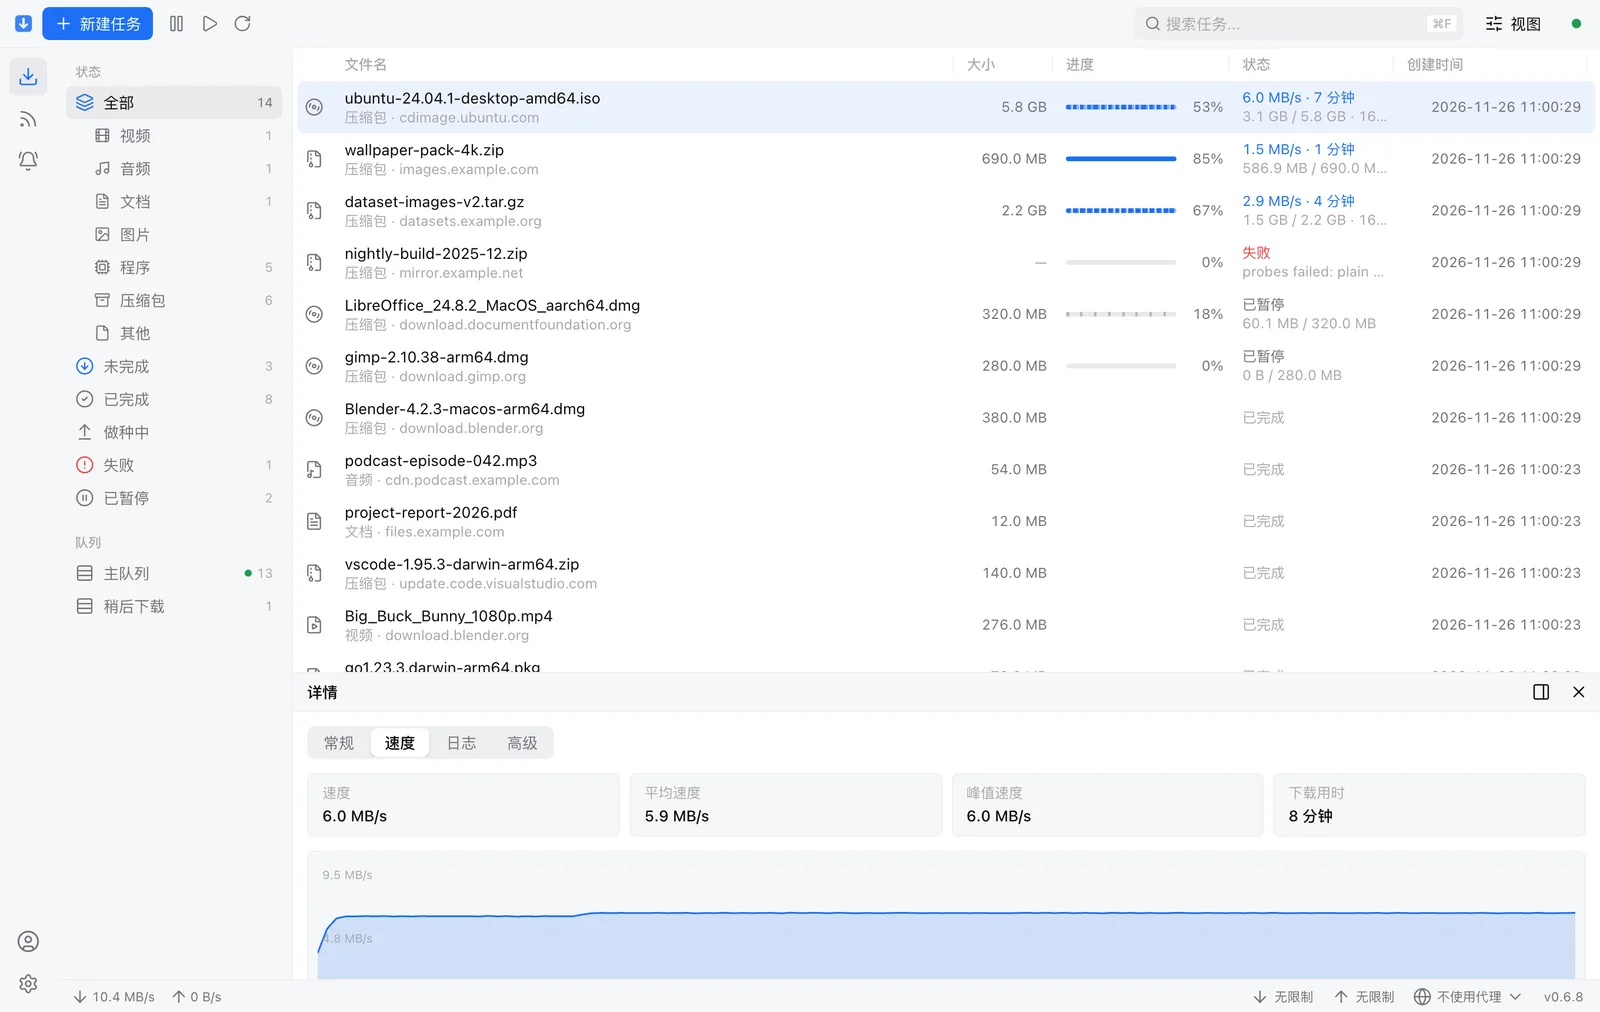 新建任务
搜索任务...
⌘F
视图
状态
全部 14
视频 1
音频 1
文档 1
图片
程序 5
压缩包 6
其他
未完成 3
已完成 8
做种中
失败 1
已暂停 2
队列
主队列 13
稍后下载 1
文件名 大小 进度 状态 创建时间
ubuntu-24.04.1-desktop-amd64.iso
压缩包 · cdimage.ubuntu.com
5.8 GB 53%
6.0 MB/s · 7 分钟
3.1 GB / 5.8 GB · 16...
2026-11-26 11:00:29
wallpaper-pack-4k.zip
压缩包 · images.example.com
690.0 MB 85%
1.5 MB/s · 1 分钟
586.9 MB / 690.0 M...
2026-11-26 11:00:29
dataset-images-v2.tar.gz
压缩包 · datasets.example.org
2.2 GB 67%
2.9 MB/s · 4 分钟
1.5 GB / 2.2 GB · 16...
2026-11-26 11:00:29
nightly-build-2025-12.zip
压缩包 · mirror.example.net
— 0%
失败
probes failed: plain ...
2026-11-26 11:00:29
LibreOffice_24.8.2_MacOS_aarch64.dmg
压缩包 · download.documentfoundation.org
320.0 MB 18%
已暂停
60.1 MB / 320.0 MB
2026-11-26 11:00:29
gimp-2.10.38-arm64.dmg
压缩包 · download.gimp.org
280.0 MB 0%
已暂停
0 B / 280.0 MB
2026-11-26 11:00:29
Blender-4.2.3-macos-arm64.dmg
压缩包 · download.blender.org
380.0 MB 已完成 2026-11-26 11:00:29
podcast-episode-042.mp3
音频 · cdn.podcast.example.com
54.0 MB 已完成 2026-11-26 11:00:23
project-report-2026.pdf
文档 · files.example.com
12.0 MB 已完成 2026-11-26 11:00:23
vscode-1.95.3-darwin-arm64.zip
压缩包 · update.code.visualstudio.com
140.0 MB 已完成 2026-11-26 11:00:23
Big_Buck_Bunny_1080p.mp4
视频 · download.blender.org
276.0 MB 已完成 2026-11-26 11:00:23
go1.23.3.darwin-arm64.pkg
详情
常规 速度 日志 高级
速度
6.0 MB/s
平均速度
5.9 MB/s
峰值速度
6.0 MB/s
下载用时
8 分钟
9.5 MB/s
4.8 MB/s
10.4 MB/s 0 B/s
无限制 无限制 不使用代理 v0.6.8